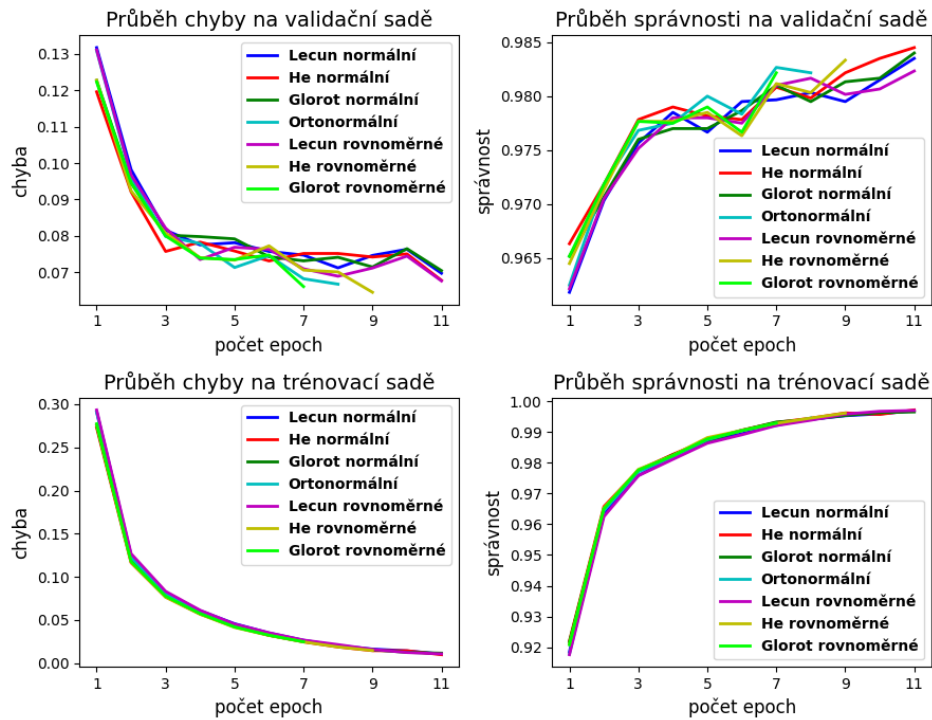 Průběh chyby na validační sadě
chyba
0.13
0.12
0.11
0.10
0.09
0.08
0.07
Lecun normální
He normální
Glorot normální
Ortonormální
Lecun rovnoměrné
He rovnoměrné
Glorot rovnoměrné
1 3 5 7 9 11
počet epoch
Průběh správnosti na validační sadě
správnost
0.985
0.980
0.975
0.970
0.965
Lecun normální
He normální
Glorot normální
Ortonormální
Lecun rovnoměrné
He rovnoměrné
Glorot rovnoměrné
1 3 5 7 9 11
počet epoch
Průběh chyby na trénovací sadě
chyba
0.30
0.25
0.20
0.15
0.10
0.05
0.00
Lecun normální
He normální
Glorot normální
Ortonormální
Lecun rovnoměrné
He rovnoměrné
Glorot rovnoměrné
1 3 5 7 9 11
počet epoch
Průběh správnosti na trénovací sadě
správnost
1.00
0.99
0.98
0.97
0.96
0.95
0.94
0.93
0.92
Lecun normální
He normální
Glorot normální
Ortonormální
Lecun rovnoměrné
He rovnoměrné
Glorot rovnoměrné
1 3 5 7 9 11
počet epoch